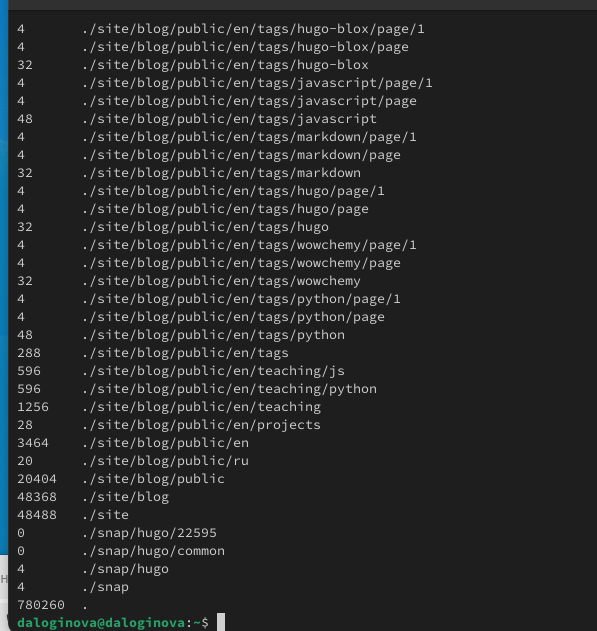 4 ./site/blog/public/en/tags/hugo-blox/page/1
4 ./site/blog/public/en/tags/hugo-blox/page
32 ./site/blog/public/en/tags/hugo-blox
4 ./site/blog/public/en/tags/javascript/page/1
4 ./site/blog/public/en/tags/javascript/page
48 ./site/blog/public/en/tags/javascript
4 ./site/blog/public/en/tags/markdown/page/1
4 ./site/blog/public/en/tags/markdown/page
32 ./site/blog/public/en/tags/markdown
4 ./site/blog/public/en/tags/hugo/page/1
4 ./site/blog/public/en/tags/hugo/page
32 ./site/blog/public/en/tags/hugo
4 ./site/blog/public/en/tags/wowchemy/page/1
4 ./site/blog/public/en/tags/wowchemy/page
32 ./site/blog/public/en/tags/wowchemy
4 ./site/blog/public/en/tags/python/page/1
4 ./site/blog/public/en/tags/python/page
48 ./site/blog/public/en/tags/python
288 ./site/blog/public/en/tags
596 ./site/blog/public/en/teaching/js
596 ./site/blog/public/en/teaching/python
1256 ./site/blog/public/en/teaching
28 ./site/blog/public/en/projects
3464 ./site/blog/public/en
20 ./site/blog/public/ru
20404 ./site/blog/public
48368 ./site/blog
48488 ./site
0 ./snap/hugo/22595
0 ./snap/hugo/common
4 ./snap/hugo
4 ./snap
780260 .
daloginova@daloginova:~$